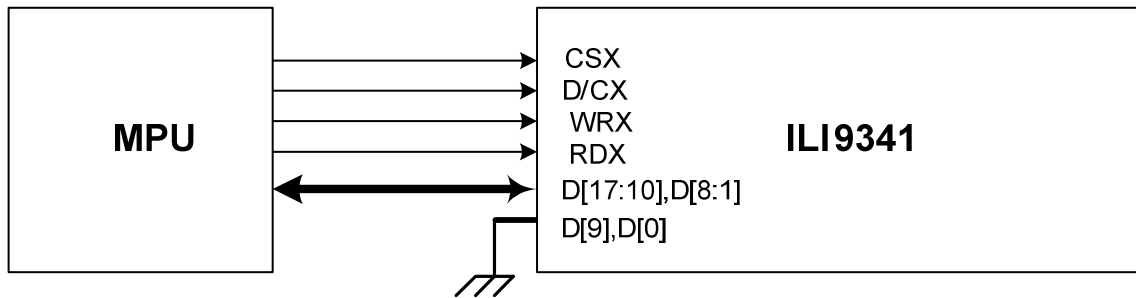 MPU
CSX
D/CX
WRX
RDX
D[17:10],D[8:1]
D[9],D[0]
ILI9341